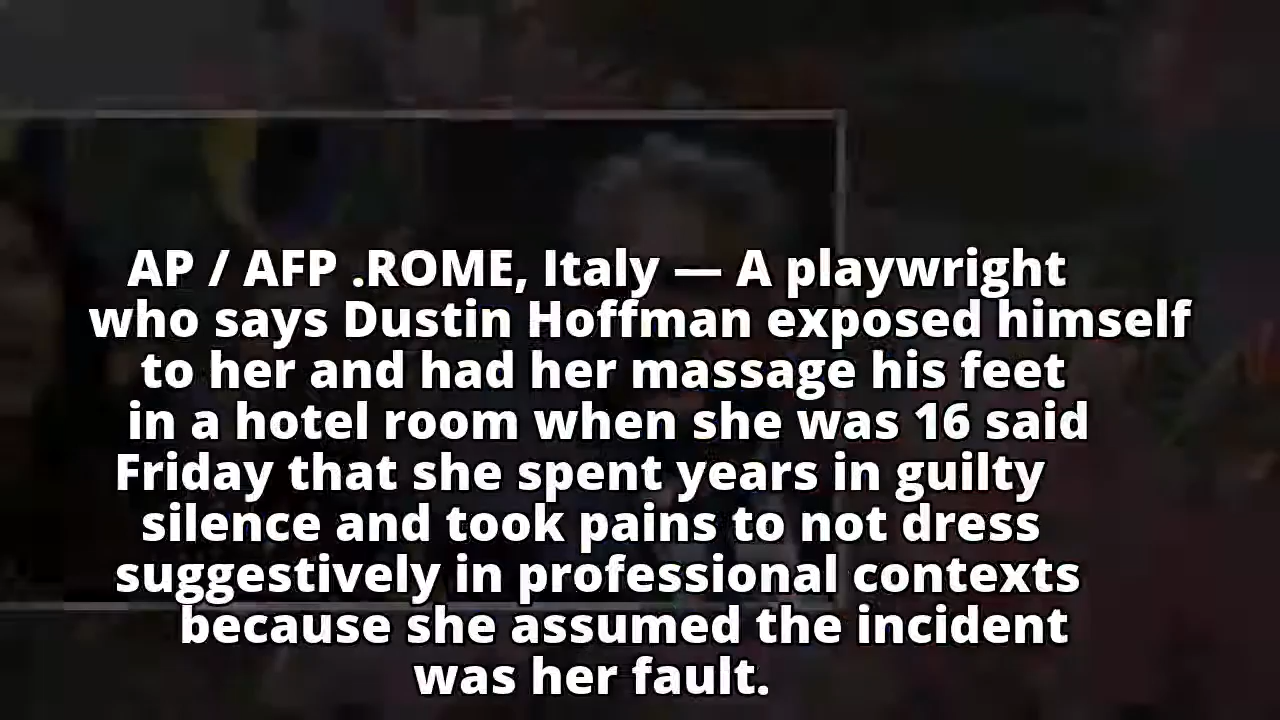 AP / AFP .ROME, Italy — A playwright
who says Dustin Hoffman exposed himself
to her and had her massage his feet
in a hotel room when she was 16 said
Friday that she spent years in guilty
silence and took pains to not dress
suggestively in professional contexts
because she assumed the incident
was her fault.